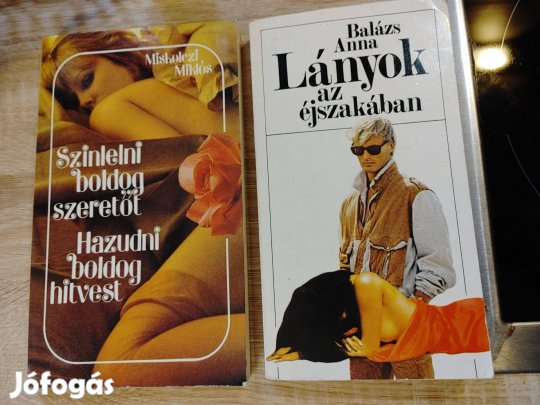 Miskolczi
Miklós
Színlelni
boldog
szeretőt
Hazudni
boldog
hitvest
Balázs
Anna
Lányok
az
éjszakában
Jófogás